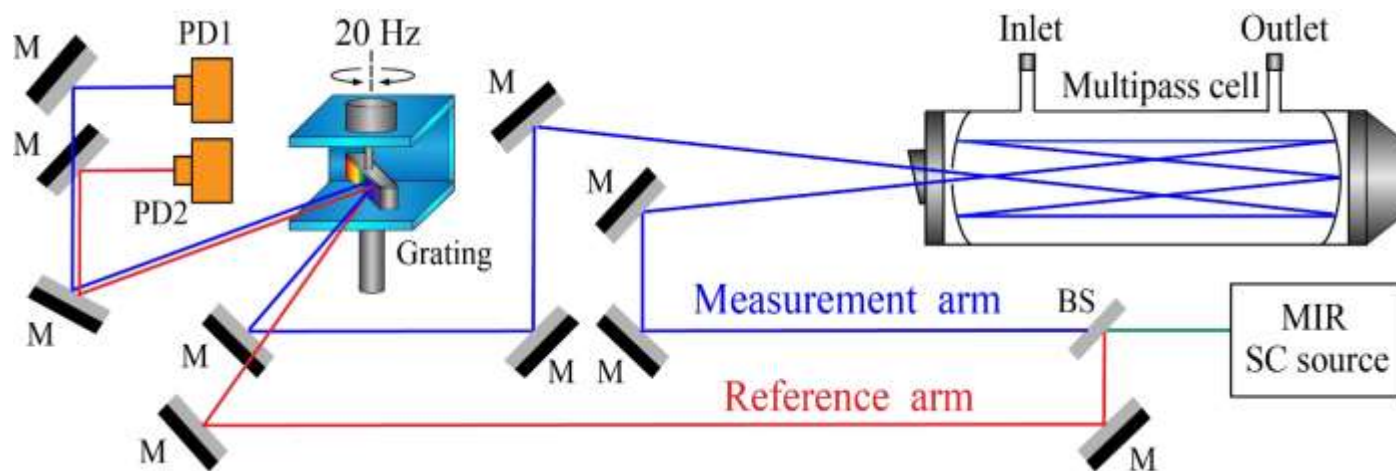 M
PD1
20 Hz
Inlet
Outlet
M
Multipass cell
M
M
PD2
Grating
Measurement arm
BS
MIR
SC source
M
M
M
M
Reference arm
M
M